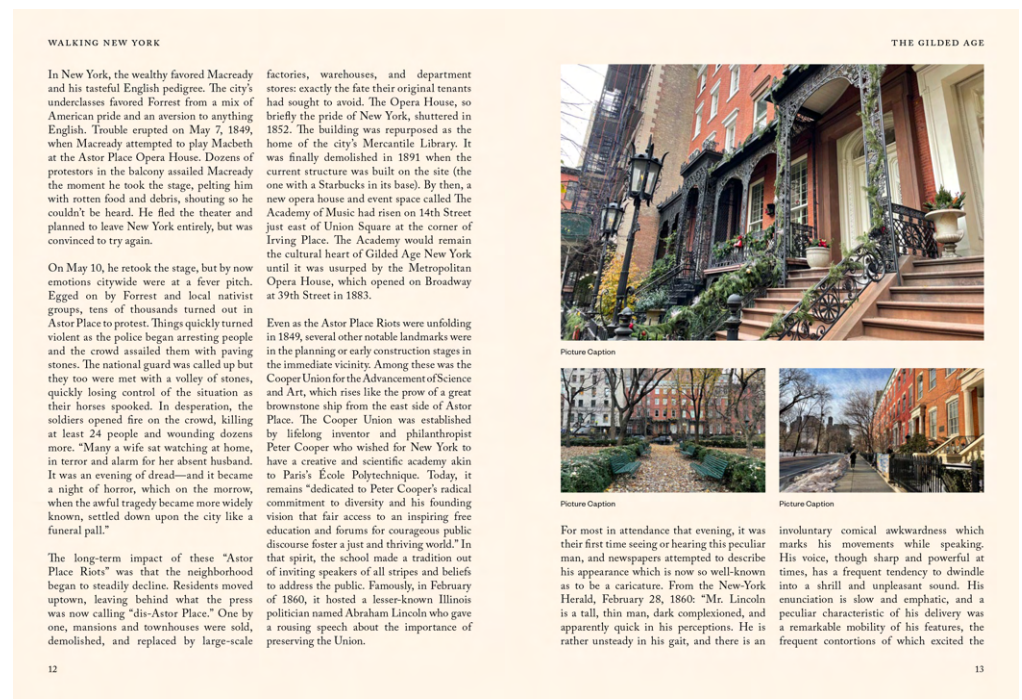 WALKING NEW YORK
In New York, the wealthy favored Macready
and his tasteful English pedigree. The city's
underclasses favored Forrest from a mix of
American pride and an aversion to anything
English. Trouble erupted on May 7, 1849,
when Macready attempted to play Macbeth
at the Astor Place Opera House. Dozens of
protestors in the balcony assailed Macready
the moment he took the stage, pelting him
with rotten food and debris, shouting so he
couldn't be heard. He fled the theater and
planned to leave New York entirely, but was
convinced to try again.
On May 10, he retook the stage, but by now
emotions citywide were at a fever pitch.
Egged on by Forrest and local nativist
groups, tens of thousands turned out in
Astor Place to protest. Things quickly turned
violent as the police began arresting people
and the crowd assailed them with paving
stones. The national guard was called up but
they too were met with a volley of stones,
quickly losing control of the situation as
their horses spooked. In desperation, the
soldiers opened fire on the crowd, killing
at least 24 people and wounding dozens
more. “Many a wife sat watching at home,
in terror and alarm for her absent husband.
It was an evening of dread—and it became
a night of horror, which on the morrow,
when the awful tragedy became more widely
known, settled down upon the city like a
funeral pall.”
The long-term impact of these “Astor
Place Riots” was that the neighborhood
began to steadily decline. Residents moved
uptown, leaving behind what the press
was now calling “dis-Astor Place.” One by
one, mansions and townhouses were sold,
demolished, and replaced by large-scale
factories, warehouses, and department
stores: exactly the fate their original tenants
had sought to avoid. The Opera House, so
briefly the pride of New York, shuttered in
1852. The building was repurposed as the
home of the city's Mercantile Library. It
was finally demolished in 1891 when the
current structure was built on the site (the
one with a Starbucks in its base). By then, a
new opera house and event space called The
Academy of Music had risen on 14th Street
just east of Union Square at the corner of
Irving Place. The Academy would remain
the cultural heart of Gilded Age New York
until it was usurped by the Metropolitan
Opera House, which opened on Broadway
at 39th Street in 1883.
Even as the Astor Place Riots were unfolding
in 1849, several other notable landmarks were
in the planning or early construction stages in
the immediate vicinity. Among these was the
Cooper Union for the Advancement of Science
and Art, which rises like the prow of a great
brownstone ship from the east side of Astor
Place. The Cooper Union was established
by lifelong inventor and philanthropist
Peter Cooper who wished for New York to
have a creative and scientific academy akin
to Paris's École Polytechnique. Today, it
remains “dedicated to Peter Cooper's radical
commitment to diversity and his founding
vision that fair access to an inspiring free
education and forums for courageous public
discourse foster a just and thriving world.” In
that spirit, the school made a tradition out
of inviting speakers of all stripes and beliefs
to address the public. Famously, in February
of 1860, it hosted a lesser-known Illinois
politician named Abraham Lincoln who gave
a rousing speech about the importance of
preserving the Union.
12
THE GILDED AGE
Picture Caption
Picture Caption
Picture Caption
For most in attendance that evening, it was
their first time seeing or hearing this peculiar
man, and newspapers attempted to describe
his appearance which is now so well-known
as to be a caricature. From the New-York
Herald, February 28, 1860: “Mr. Lincoln
is a tall, thin man, dark complexioned, and
apparently quick in his perceptions. He is
rather unsteady in his gait, and there is an
involuntary comical awkwardness which
marks his movements while speaking.
His voice, though sharp and powerful at
times, has a frequent tendency to dwindle
into a shrill and unpleasant sound. His
enunciation is slow and emphatic, and a
peculiar characteristic of his delivery was
a remarkable mobility of his features, the
frequent contortions of which excited the
13